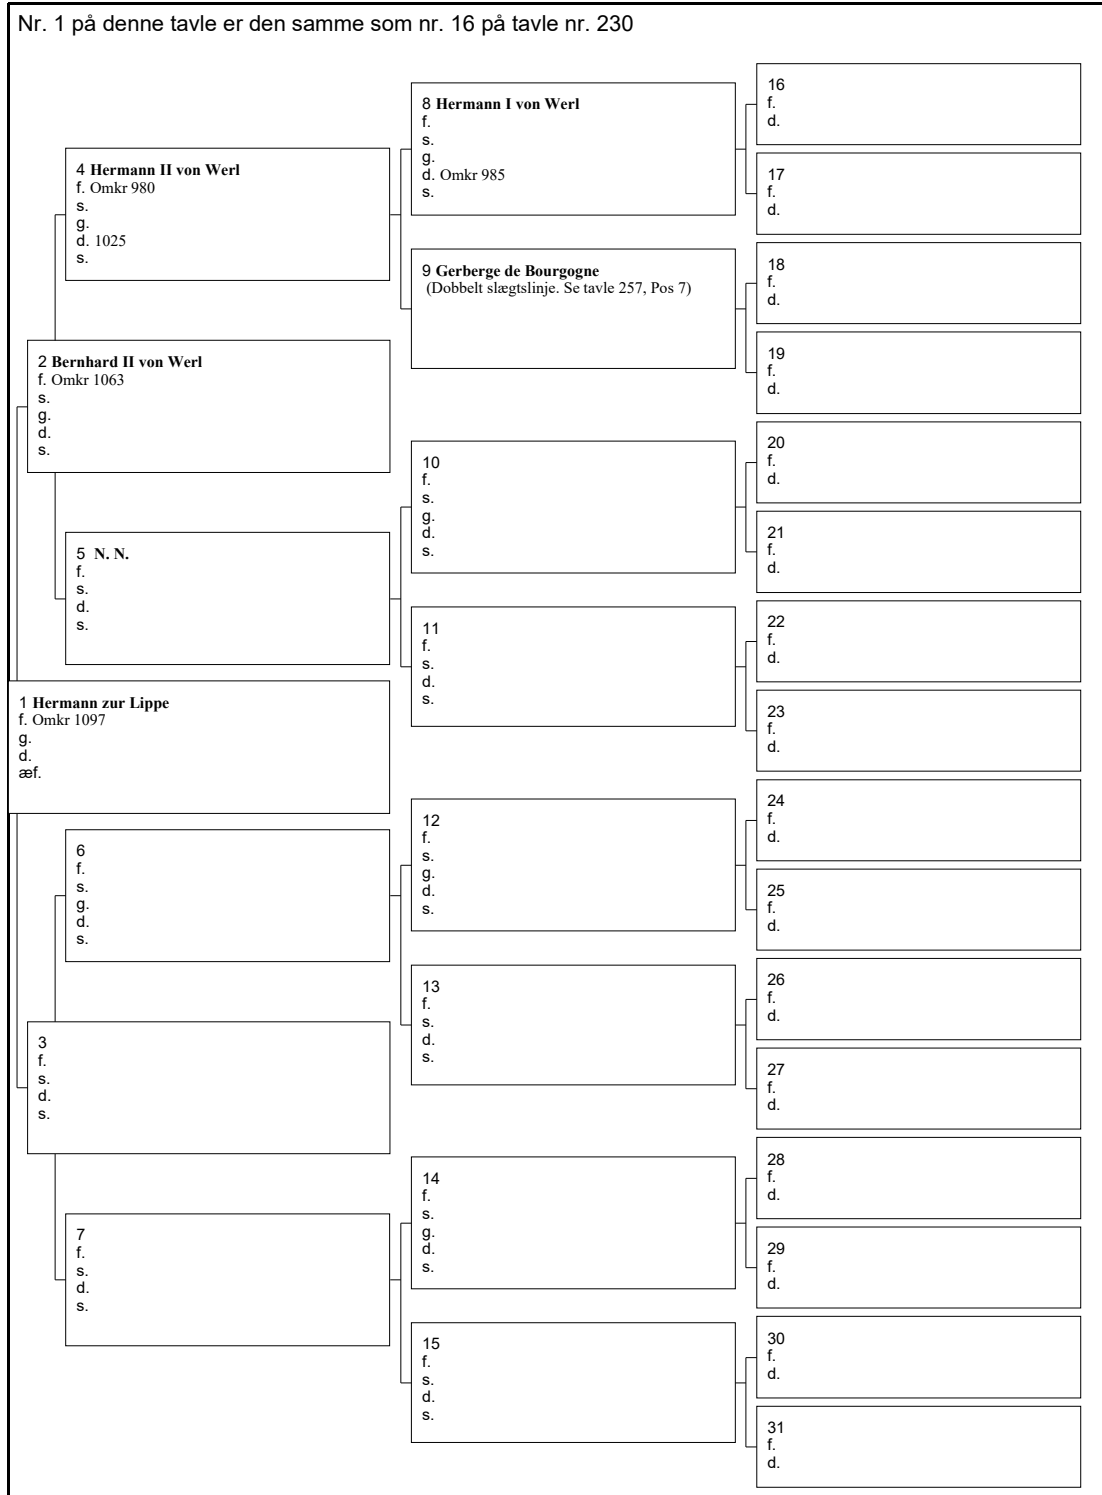 Nr. 1 på denne tavle er den samme som nr. 16 på tavle nr. 230
1 Hermann zur Lippe
f. Omkr 1097
g.
d.
æf.
2 Bernhard II von Werl
f. Omkr 1063
s.
g.
d.
s.
3
f.
s.
d.
s.
4 Hermann II von Werl
f. Omkr 980
s.
g.
d. 1025
s.
5 N. N.
f.
s.
d.
s.
6
f.
s.
g.
d.
s.
7
f.
s.
d.
s.
8 Hermann I von Werl
f.
s.
g.
d. Omkr 985
s.
9 Gerberge de Bourgogne
(Dobbelt slægtslinje. Se tavle 257, Pos 7)
10
f.
s.
g.
d.
s.
11
f.
s.
d.
s.
12
f.
s.
g.
d.
s.
13
f.
s.
d.
s.
14
f.
s.
g.
d.
s.
15
f.
s.
d.
s.
16
f.
d.
17
f.
d.
18
f.
d.
19
f.
d.
20
f.
d.
21
f.
d.
22
f.
d.
23
f.
d.
24
f.
d.
25
f.
d.
26
f.
d.
27
f.
d.
28
f.
d.
29
f.
d.
30
f.
d.
31
f.
d.